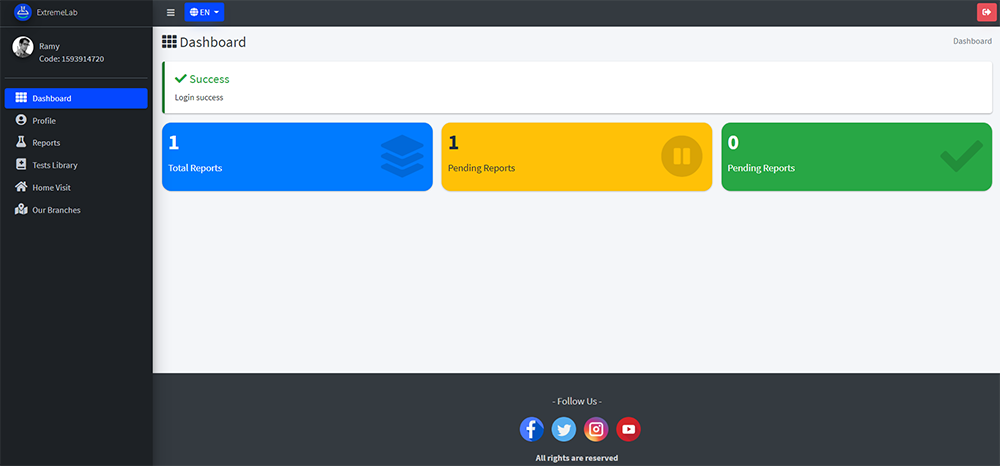 ExtremeLab
EN
Ramy
Code: 1593914720
Dashboard
Profile
Reports
Tests Library
Home Visit
Our Branches
Dashboard
Dashboard
Success
Login success
1
Total Reports
1
Pending Reports
0
Pending Reports
- Follow Us -
All rights are reserved